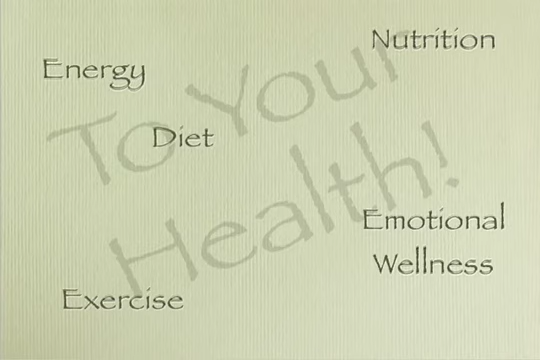 Nutrition
Energy
To Your
Diet
Health!
Emotional
Wellness
Exercise